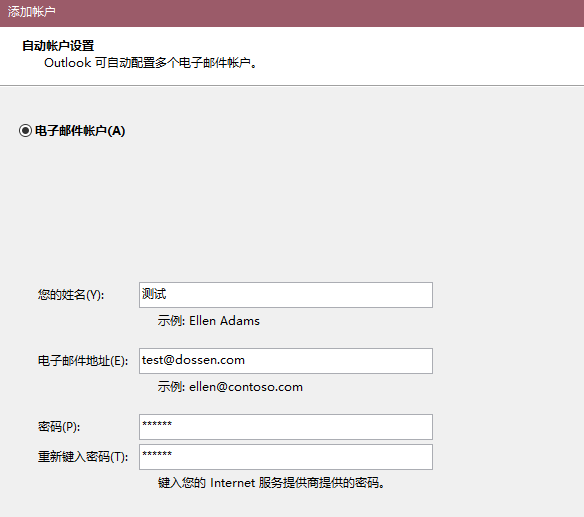 添加帐户
自动帐户设置
Outlook 可自动配置多个电子邮件帐户。
电子邮件帐户(A)
您的姓名(Y): 测试
示例: Ellen Adams
电子邮件地址(E): test@dossen.com
示例: ellen@contoso.com
密码(P): ******
重新键入密码(T): ******
键入您的 Internet 服务提供商提供的密码。